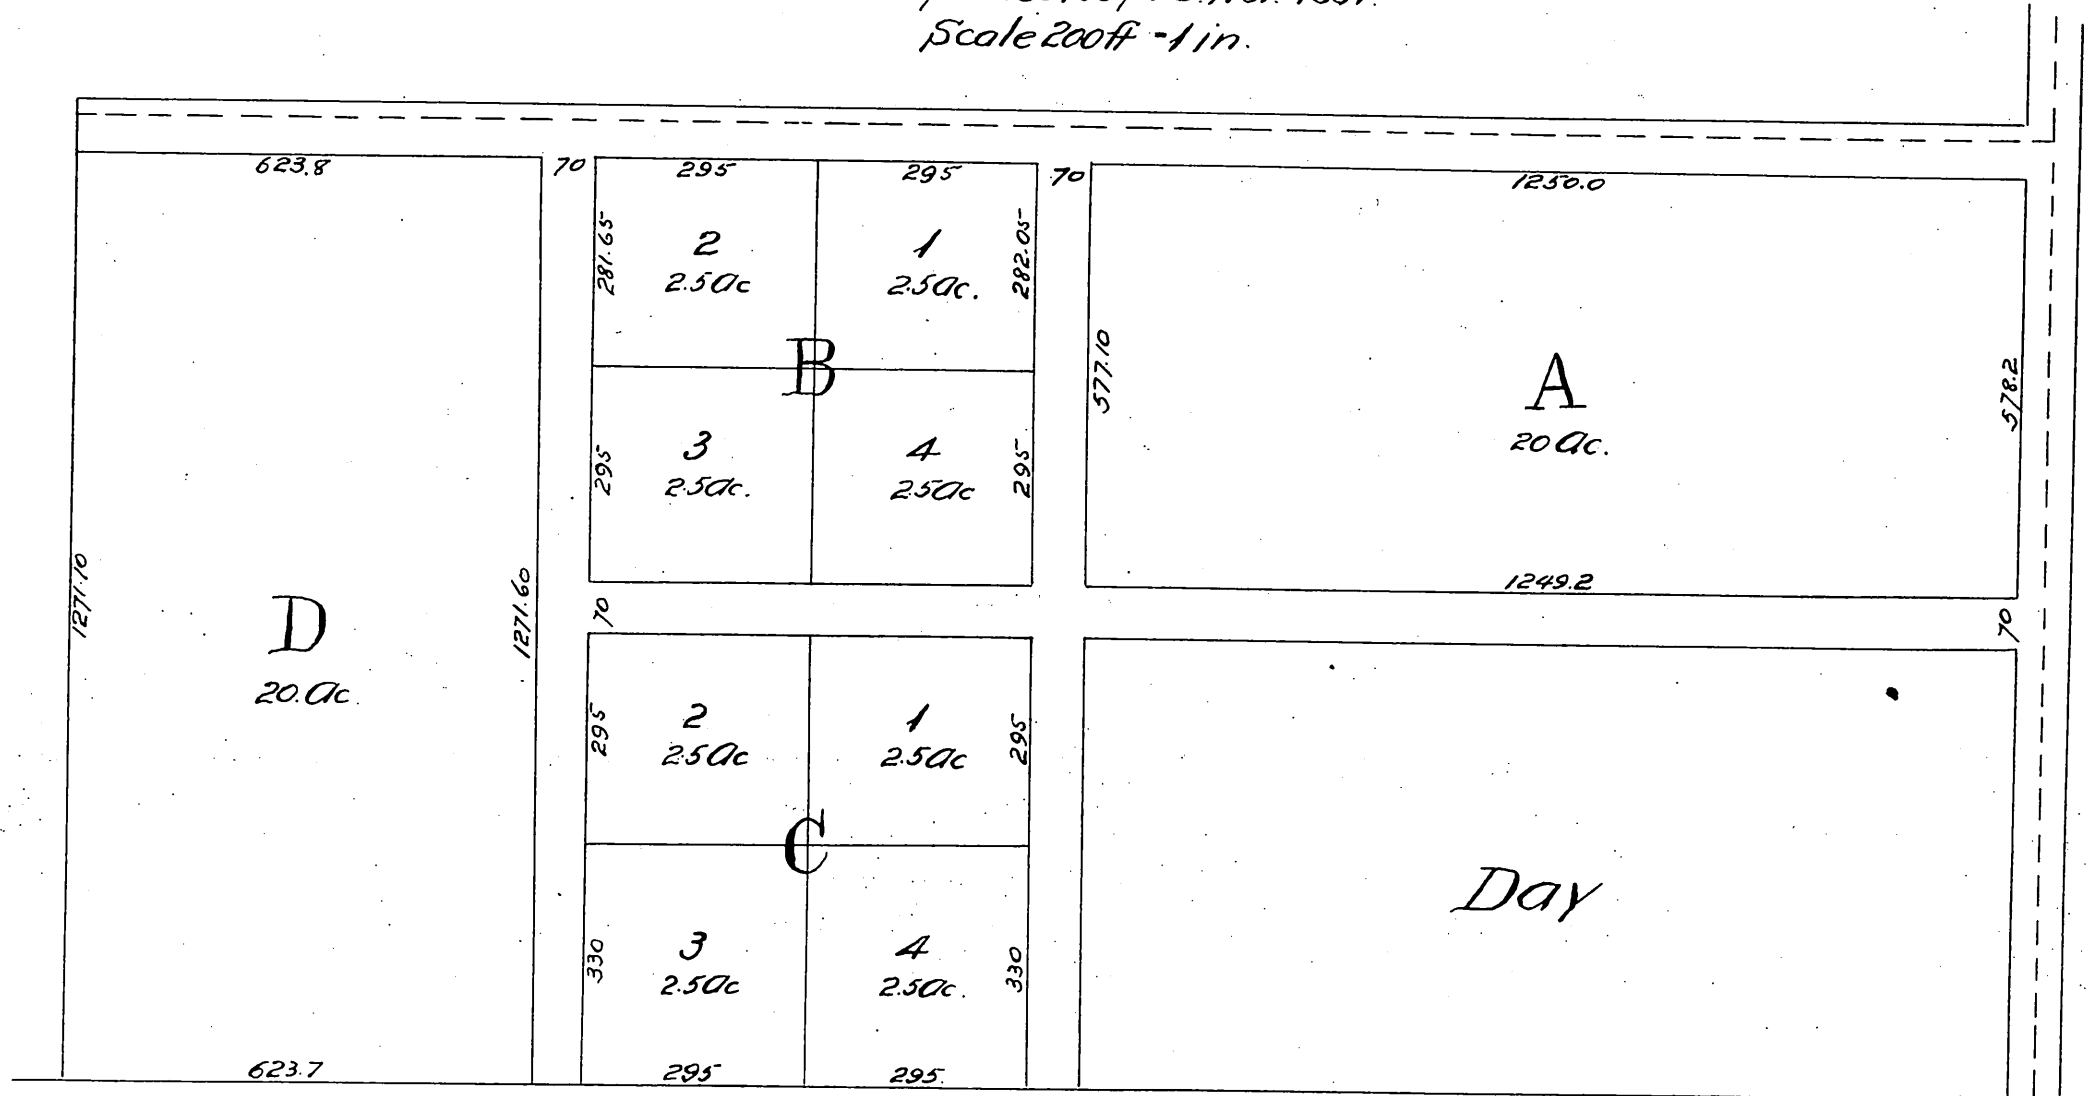 Scale 200ft - 1 in.
623.8
70
295
295
70
1250.0
281.65
2
2.5 Ac
1
2.5 Ac.
282.05
577.10
578.2
B
A
20 Ac.
295
3
2.5 Ac.
4
2.5 Ac
295
1249.2
1271.10
1271.60
D
20. Ac.
70
70
295
2
2.5 Ac
1
2.5 Ac
295
C
Day
330
3
2.5 Ac
4
2.5 Ac.
330
623.7
295
295.